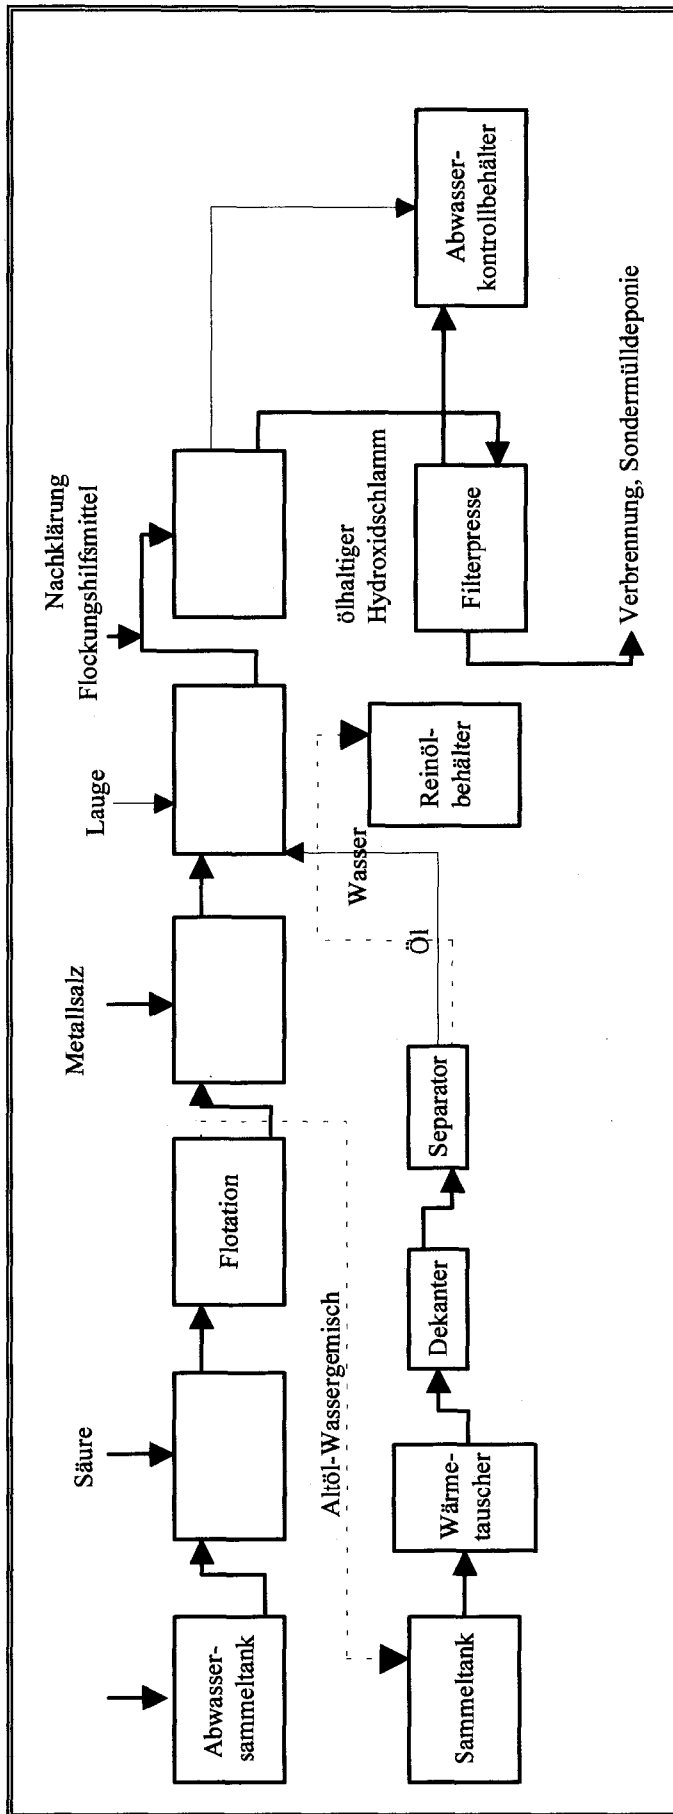 Säure
Metallsalz
Lauge
Nachklärung
Flockungshilfsmittel
Abwasser-
sammeltank
Flotation
Altöl-Wassergemisch
Wasser
Öl
ölhaltiger
Hydroxidschlamm
Sammeltank
Wärme-
tauscher
Dekanter
Separator
Reinöl-
behälter
Filterpresse
Abwasser-
kontrollbehälter
Verbrennung, Sondermülldeponie